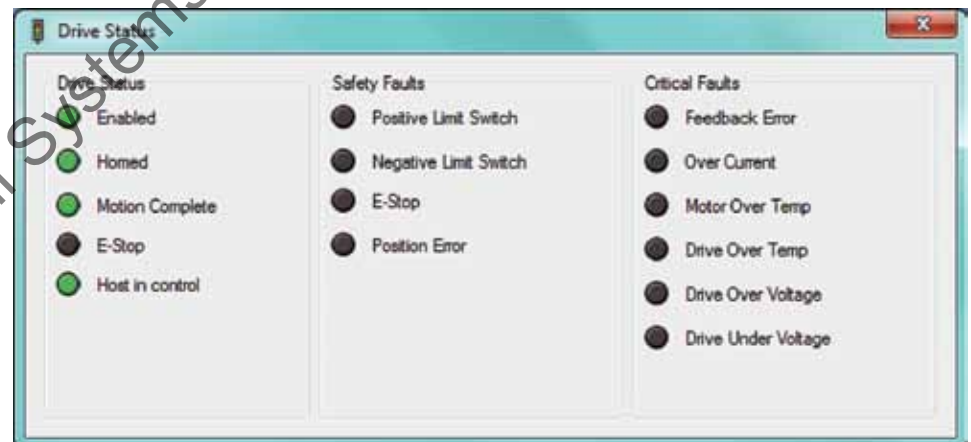 Drive Status
Drive Status
Enabled
Homed
Motion Complete
E-Stop
Host in control
Safety Faults
Positive Limit Switch
Negative Limit Switch
E-Stop
Position Error
Critical Faults
Feedback Error
Over Current
Motor Over Temp
Drive Over Temp
Drive Over Voltage
Drive Under Voltage
Systems